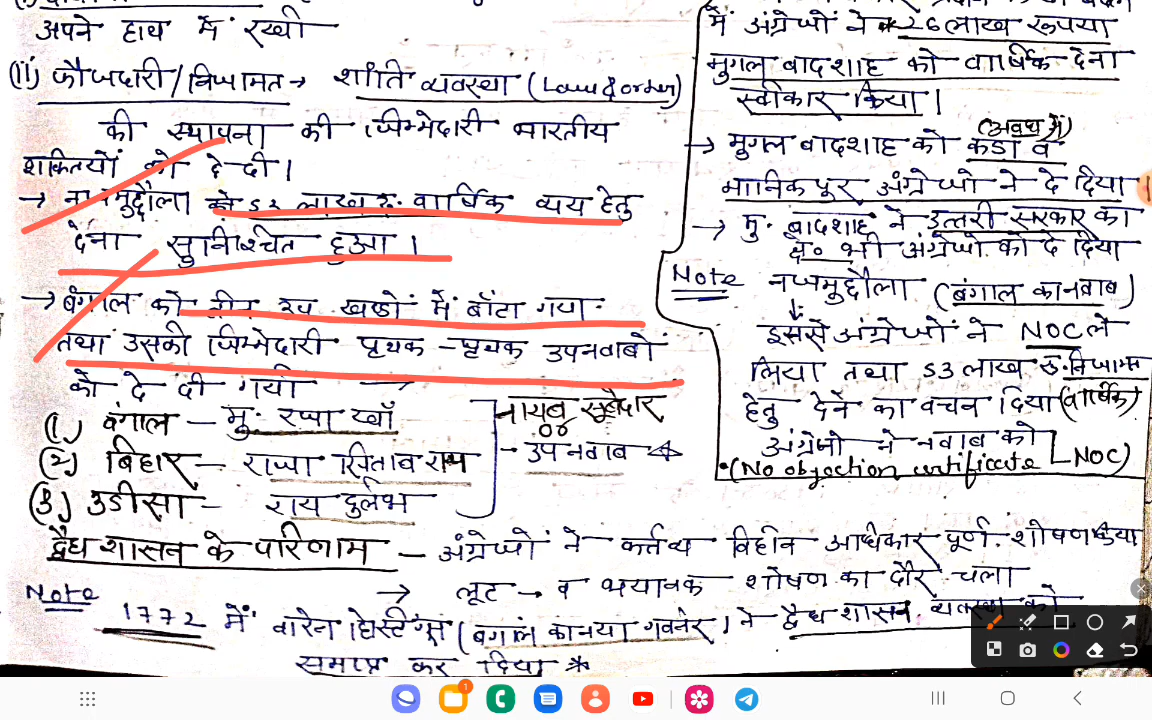 अपने हाथ में रखी
(ii) फौजदारी/निजामत → शांति व्यवस्था (Law & order)
की स्थापना की जिम्मेदारी भारतीय
शक्तियों को दे दी।
→ नज्मुद्दौला को 53 लाख रु. वार्षिक व्यय हेतु
देना सुनिश्चित हुआ।
→ बंगाल को तीन उप खण्डों में बाँटा गया
तथा उसकी जिम्मेदारी पृथक-पृथक उपनवाबों
को दे दी गयी →
(1) बंगाल – मु. रजा खाँ
(2) बिहार – राजा सिताब राय
(3) उडीसा – राय दुर्लभ
नायब सूबेदार
or
- उपनवाब
में अंग्रेजों ने 26 लाख रूपया
मुगल बादशाह को वार्षिक देना
स्वीकार किया।
(अवध में)
→ मुगल बादशाह को कडा व
मानिकपुर अंग्रेजो ने दे दिया।
→ मु. बादशाह ने उत्तरी सरकार का
क्षे० भी अंग्रेजो को दे दिया
Note नज्मुद्दौला (बंगाल का नवाब)
इससे अंग्रेजों ने NOC ले
लिया तथा 53 लाख रु. निजामत
हेतु देने का वचन दिया (वार्षिक)
अंग्रेजो ने नवाब को NOC)
(No objection certificate
द्वैध शासन के परिणाम – अंग्रेजों ने कर्तव्य विहीन अधिकार पूर्ण शोषण किया
→ लूट → व भयानक शोषण का दौर चला
Note 1772 में वारेन हेस्टिंग्स (बंगाल का नया गवर्नर) ने द्वैध शासन व्यवस्था को
समाप्त कर दिया *